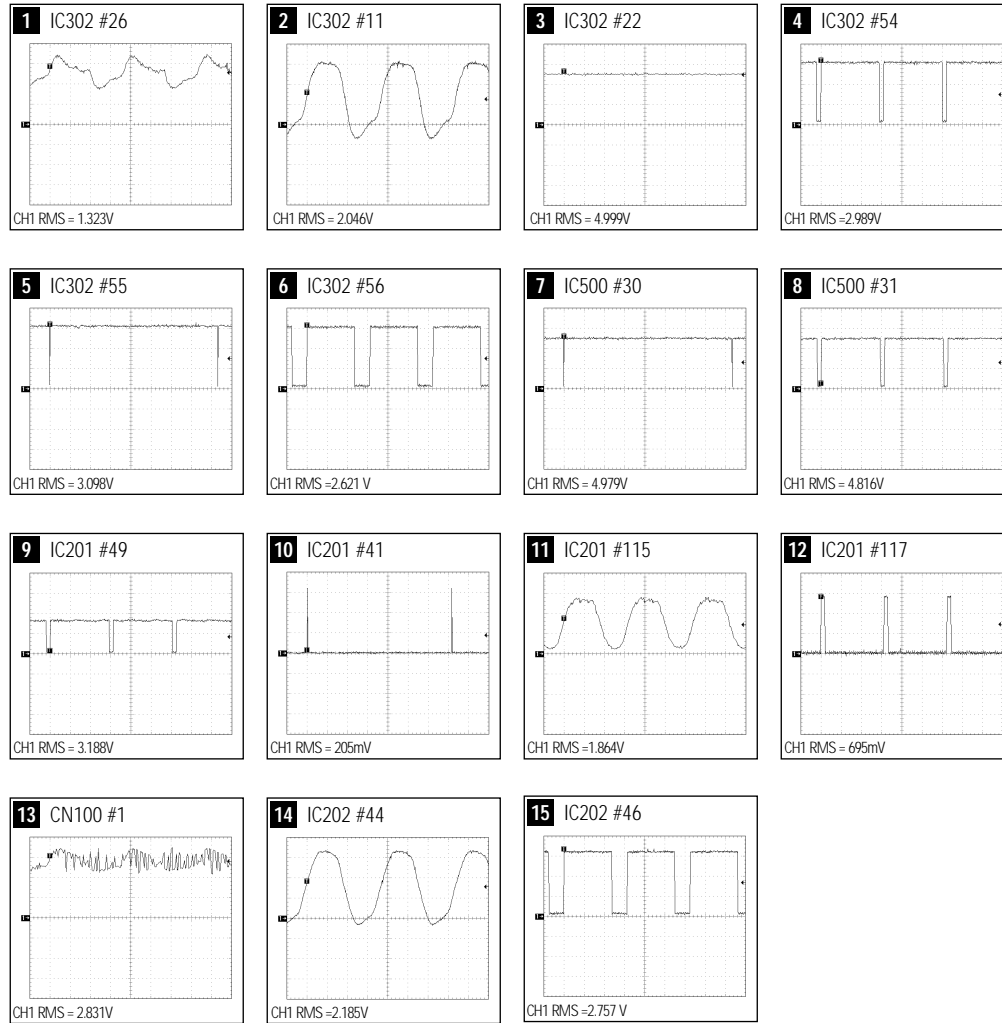 1 IC302 #26
CH1 RMS = 1.323V
2 IC302 #11
CH1 RMS = 2.046V
3 IC302 #22
CH1 RMS = 4.999V
4 IC302 #54
CH1 RMS =2.989V
5 IC302 #55
CH1 RMS = 3.098V
6 IC302 #56
CH1 RMS =2.621 V
7 IC500 #30
CH1 RMS = 4.979V
8 IC500 #31
CH1 RMS = 4.816V
9 IC201 #49
CH1 RMS = 3.188V
10 IC201 #41
CH1 RMS = 205mV
11 IC201 #115
CH1 RMS =1.864V
12 IC201 #117
CH1 RMS = 695mV
13 CN100 #1
CH1 RMS = 2.831V
14 IC202 #44
CH1 RMS =2.185V
15 IC202 #46
CH1 RMS =2.757 V